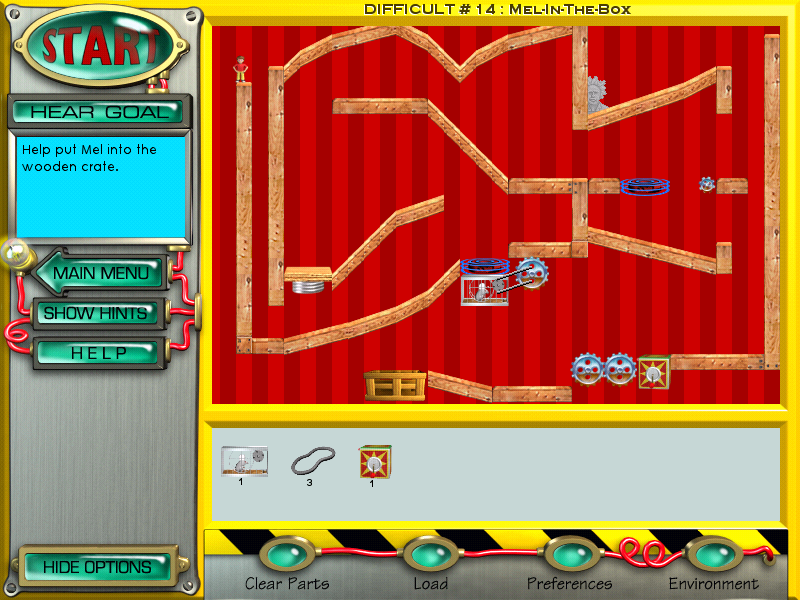 DIFFICULT # 14 : MEL-IN-THE-BOX
START
HEAR GOAL
Help put Mel into the
wooden crate.
MAIN MENU
SHOW HINTS
HELP
1
3
1
HIDE OPTIONS
Clear Parts
Load
Preferences
Environment